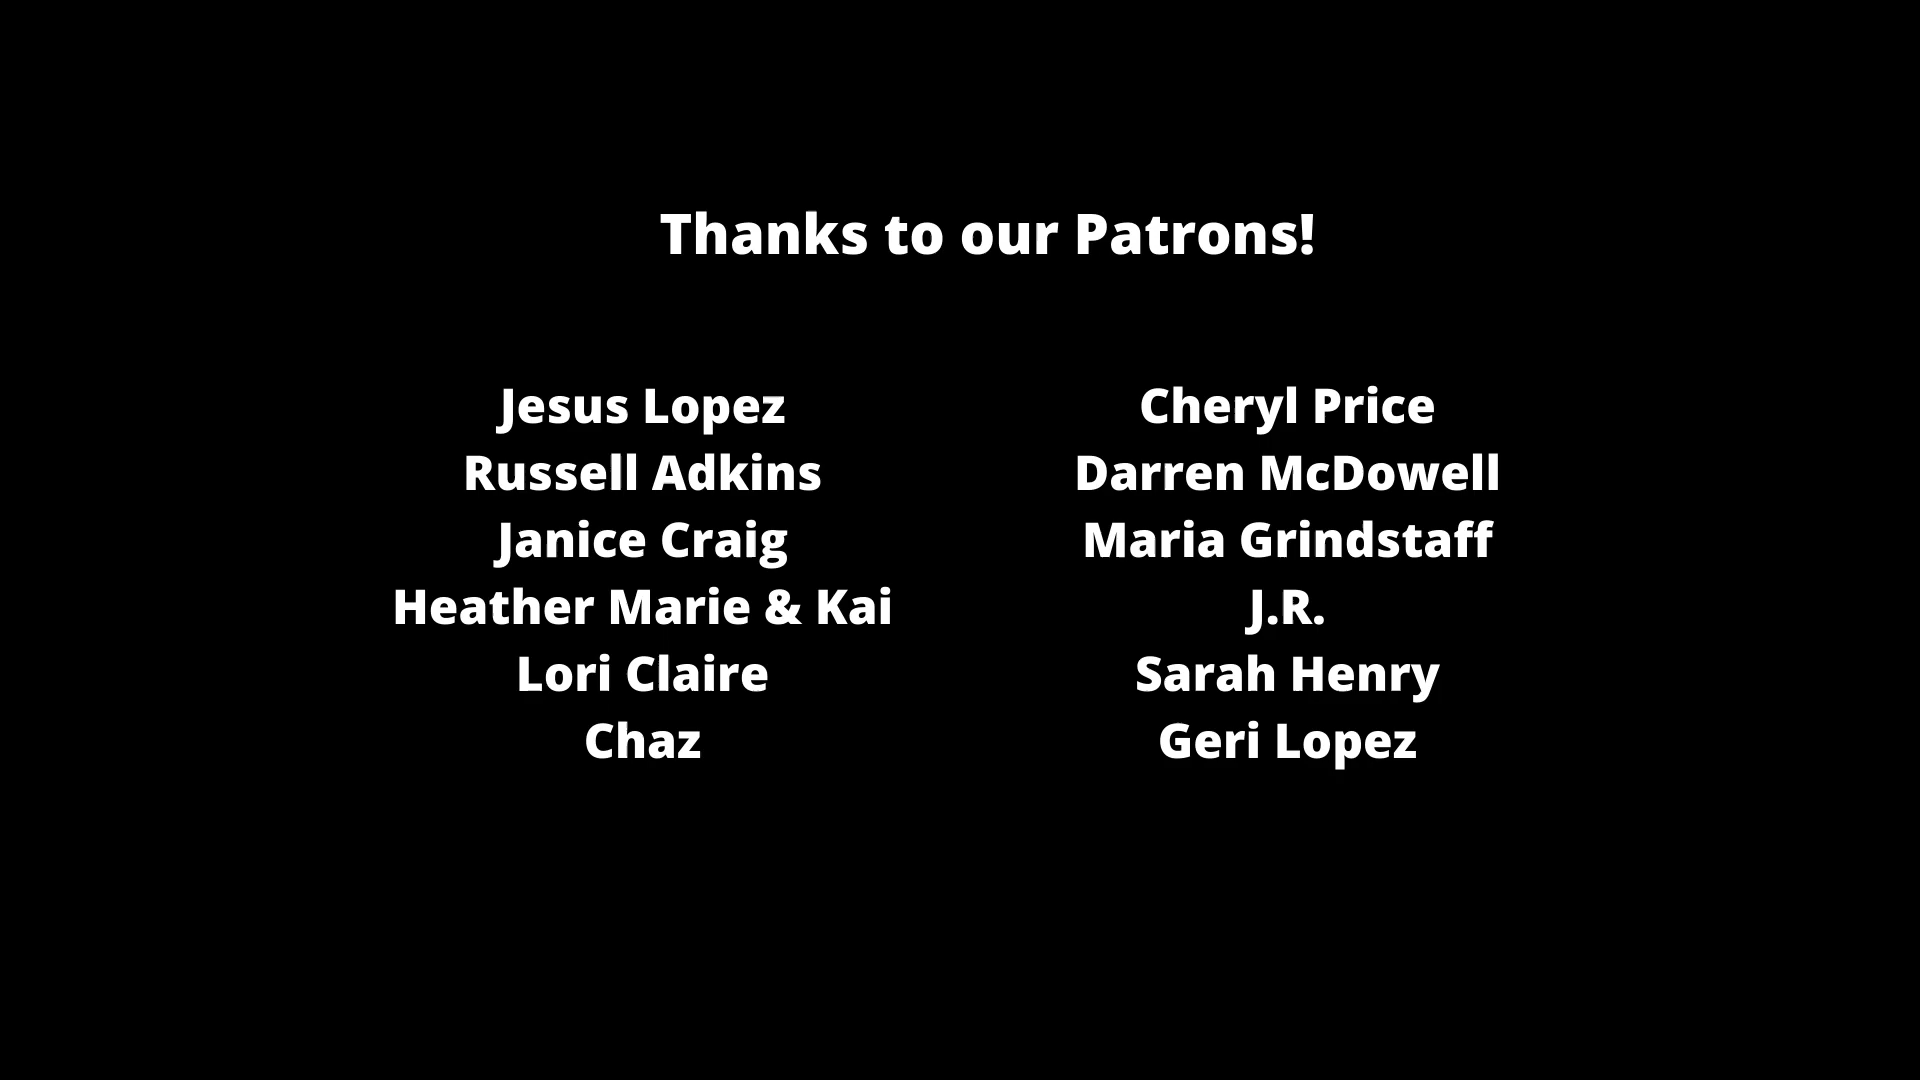 Thanks to our Patrons!
Jesus Lopez
Russell Adkins
Janice Craig
Heather Marie & Kai
Lori Claire
Chaz
Cheryl Price
Darren McDowell
Maria Grindstaff
J.R.
Sarah Henry
Geri Lopez